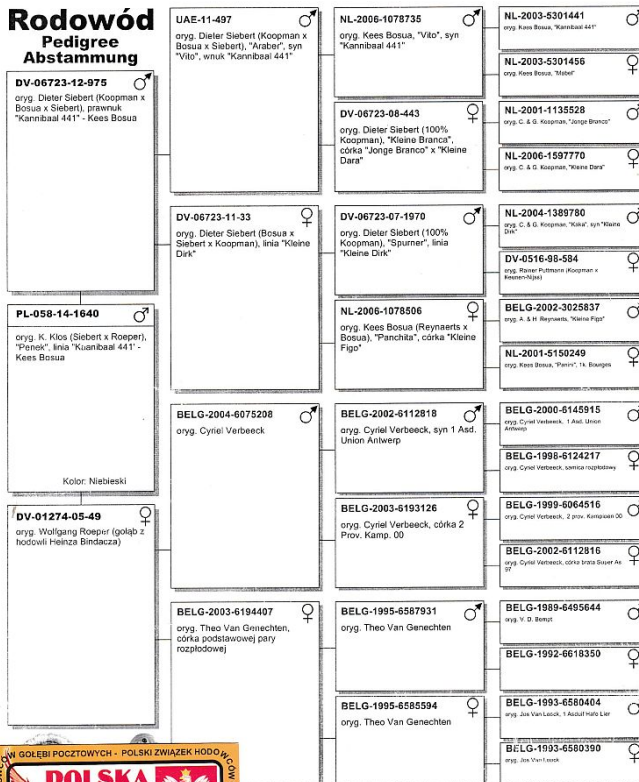 Rodowód
Pedigree
Abstammung
DV-06723-12-975 ♂
oryg. Dieter Siebert (Koopman x
Bosua x Siebert), prawnuk
"Kannibaal 441" - Kees Bosua
PL-058-14-1640 ♂
oryg. K. Klos (Siebert x Roeper),
"Penek", linia "Kuanibaal 441' -
Kees Bosua
Kolor: Niebieski
DV-01274-05-49 ♀
oryg. Wolfgang Roeper (gołąb z
hodowli Heinza Bindacza)
UAE-11-497 ♂
oryg. Dieter Siebert (Koopman x
Bosua x Siebert), "Araber", syn
"Vito", wnuk "Kannibaal 441"
DV-06723-11-33 ♀
oryg. Dieter Siebert (Bosua x
Siebert x Koopman), linia "Kleine
Dirk"
BELG-2004-6075208 ♂
oryg. Cyriel Verbeeck
BELG-2003-6194407 ♀
oryg. Theo Van Genechten,
córka podstawowej pary
rozpłodowej
NL-2006-1078735 ♂
oryg. Kees Bosua, "Vito", syn
"Kannibaal 441"
DV-06723-08-443 ♀
oryg. Dieter Siebert (100%
Koopman), "Kleine Branca",
córka "Jonge Branco" x "Kleine
Dara"
DV-06723-07-1970 ♂
oryg. Dieter Siebert (100%
Koopman), "Spurner", linia
"Kleine Dirk"
NL-2006-1078506 ♀
oryg. Kees Bosua (Reynaerts x
Bosua), "Panchita", córka "Kleine
Figo"
BELG-2002-6112818 ♂
oryg. Cyriel Verbeeck, syn 1 Asd.
Union Antwerp
BELG-2003-6193126 ♀
oryg. Cyriel Verbeeck, córka 2
Prov. Kamp. 00
BELG-1995-6587931 ♂
oryg. Theo Van Genechten
BELG-1995-6585594 ♀
oryg. Theo Van Genechten
NL-2003-5301441 ♂
oryg. Kees Bosua, "Kannibaal 441"
NL-2003-5301456 ♀
oryg. Kees Bosua, "Mabel"
NL-2001-1135528 ♂
oryg. C. & G. Koopman, "Jonge Branco"
NL-2006-1597770 ♀
oryg. C. & G. Koopman, "Kleine Dara"
NL-2004-1389780 ♂
oryg. C. & G. Koopman, "Kaka", syn "Kleine
Dirk"
DV-0516-98-584 ♀
oryg. Rainer Puttmann (Koopman x
BELG-2002-3025837 ♂
oryg. A. & H. Reynaerts, "Kleine Figo"
NL-2001-5150249 ♀
oryg. Kees Bosua, "Panini", 1k. Bourges
BELG-2000-6145915 ♂
oryg. Cyriel Verbeeck, 1 Asd. Union
Antwerp
BELG-1998-6124217 ♀
oryg. Cyriel Verbeeck, samica rozpłodowa
BELG-1999-6064516 ♂
oryg. Cyriel Verbeeck, 2 prov. Kampioen 00
BELG-2002-6112816 ♀
oryg. Cyriel Verbeeck, córka brata Super As
97
BELG-1989-6495644 ♂
oryg. V. D. Bempt
BELG-1992-6618350 ♀
BELG-1993-6580404 ♂
oryg. Jos Van Lesck, 1 Asduif Hafo Lier
BELG-1993-6580390 ♀
GOŁĘBI POCZTOWYCH - POLSKI ZWIĄZEK HODOWCÓW
POLSKA